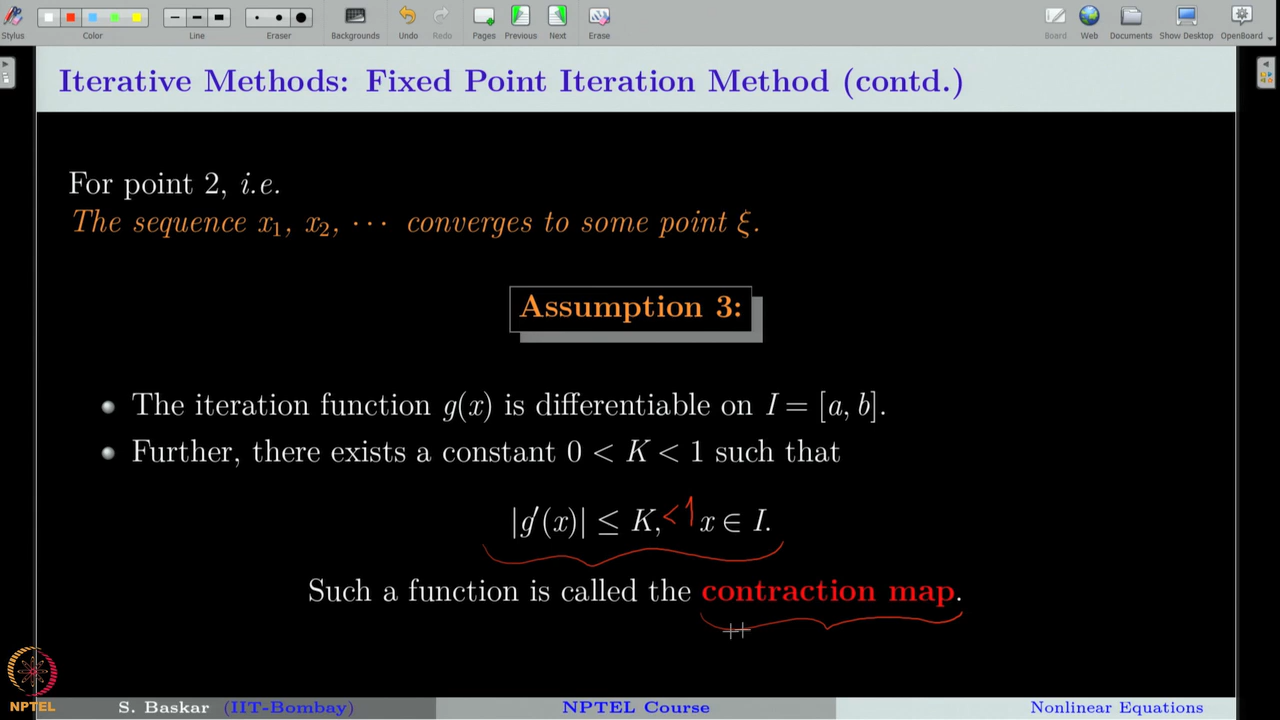 Stylus
Color
Line
Eraser
Backgrounds
Undo
Redo
Pages
Previous
Next
Erase
Board
Web
Documents
Show Desktop
OpenBoard
Iterative Methods: Fixed Point Iteration Method (contd.)
For point 2, i.e.
The sequence x₁, x₂, ⋯ converges to some point ξ.
Assumption 3:
The iteration function g(x) is differentiable on I = [a, b].
Further, there exists a constant 0 < K < 1 such that
|g′(x)| ≤ K, < 1 x ∈ I.
Such a function is called the contraction map.
NPTEL
S. Baskar (IIT-Bombay)
NPTEL Course
Nonlinear Equations